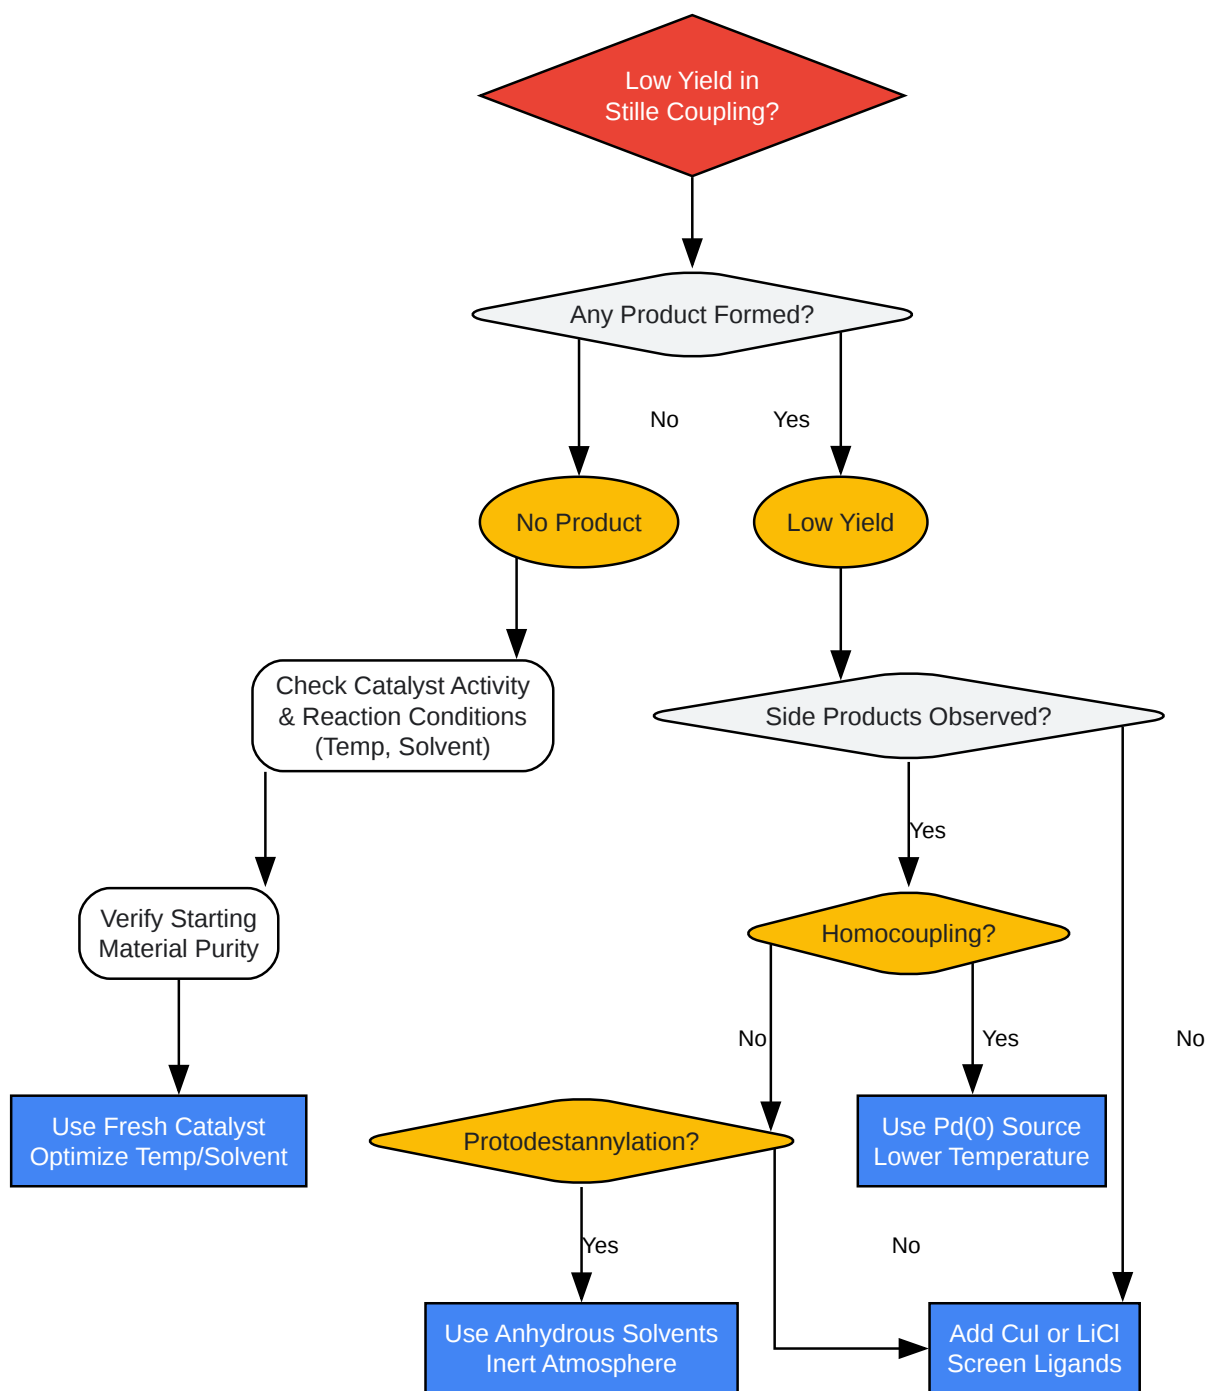 Low Yield in
Stille Coupling?
Any Product Formed?
No
Yes
No Product
Low Yield
Check Catalyst Activity
& Reaction Conditions
(Temp, Solvent)
Side Products Observed?
Yes
Verify Starting
Material Purity
Homocoupling?
No
Yes
No
Use Fresh Catalyst
Optimize Temp/Solvent
Protodestannylation?
Use Pd(0) Source
Lower Temperature
Yes
No
Use Anhydrous Solvents
Inert Atmosphere
Add CuI or LiCl
Screen Ligands